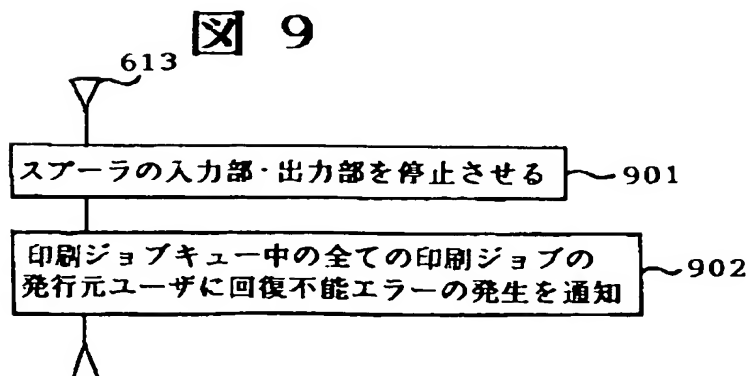 図 9
613
スプーラの入力部・出力部を停止させる
901
印刷ジョブキュー中の全ての印刷ジョブの
発行元ユーザに回復不能エラーの発生を通知
902